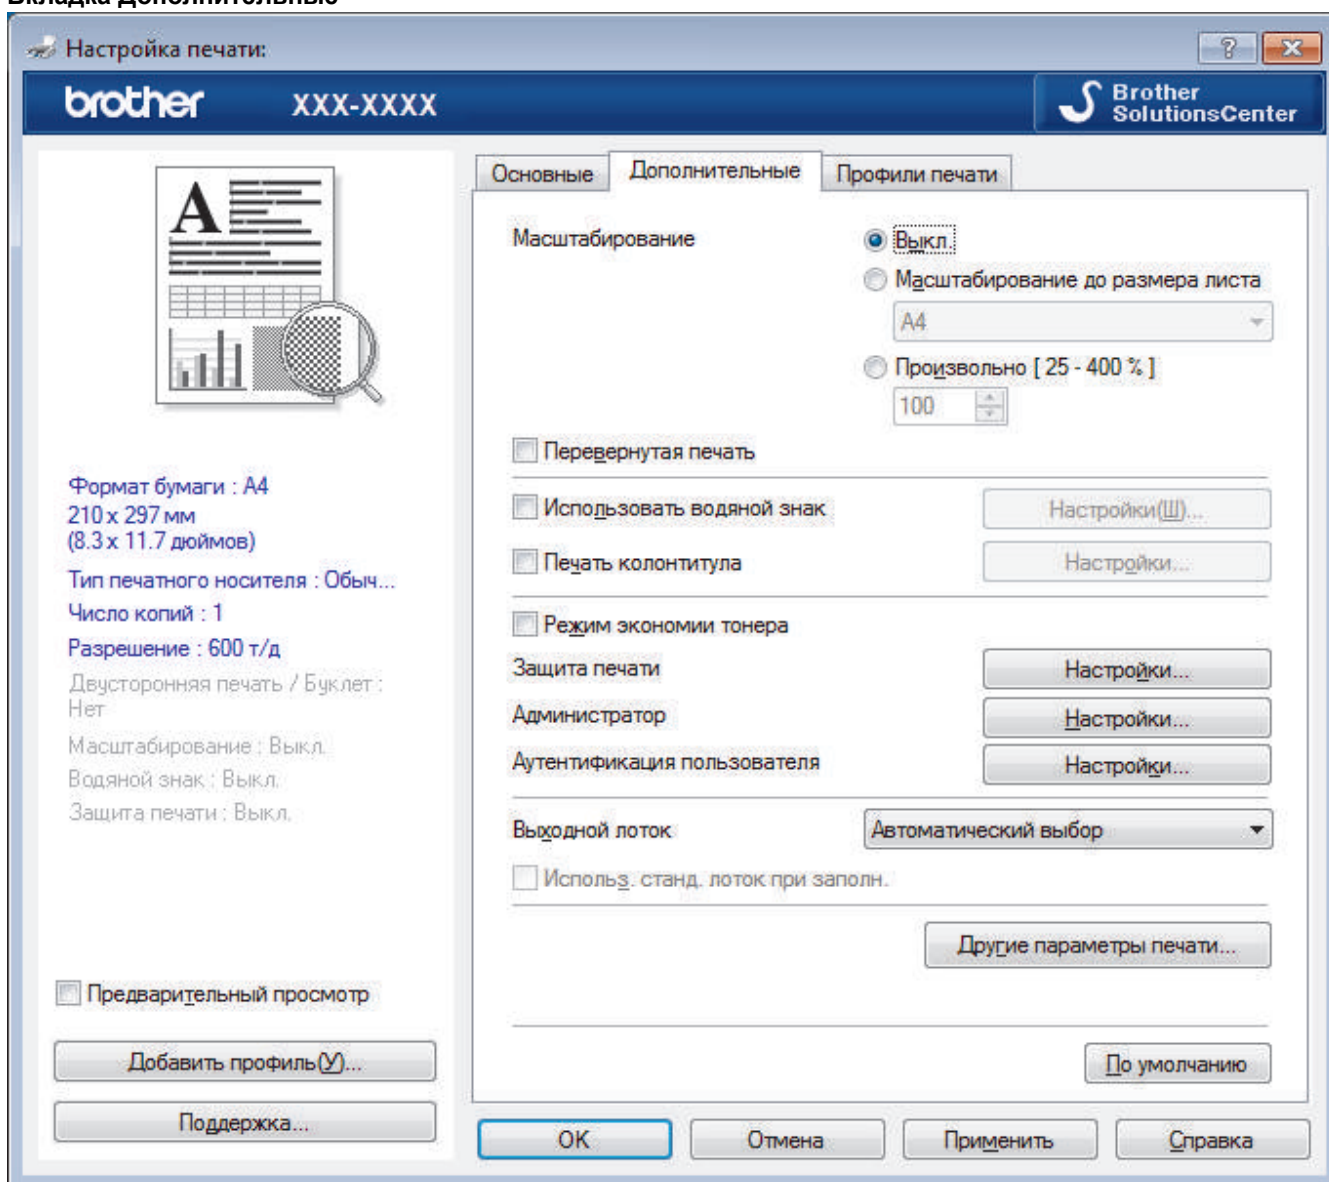 Вкладка Дополнительные
Настройка печати:
brother XXX-XXXX
Brother
SolutionsCenter
A
Формат бумаги : A4
210 x 297 мм
(8.3 x 11.7 дюймов)
Тип печатного носителя : Обыч...
Число копий : 1
Разрешение : 600 т/д
Двусторонняя печать / Буклет :
Нет
Масштабирование : Выкл.
Водяной знак : Выкл.
Защита печати : Выкл.
Предварительный просмотр
Добавить профиль(У)...
Поддержка...
Основные Дополнительные Профили печати
Масштабирование Выкл.
Масштабирование до размера листа
A4
Произвольно [ 25 - 400 % ]
100
Перевернутая печать
Использовать водяной знак Настройки(Ш)...
Печать колонтитула Настройки...
Режим экономии тонера
Защита печати Настройки...
Администратор Настройки...
Аутентификация пользователя Настройки...
Выходной лоток Автоматический выбор
Использ. станд. лоток при заполн.
Другие параметры печати...
По умолчанию
OK Отмена Применить Справка